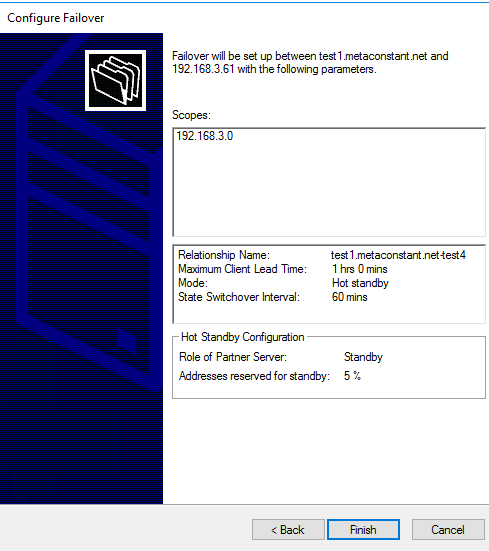 Configure Failover
Failover will be set up between test1.metaconstant.net and
192.168.3.61 with the following parameters.
Scopes:
192.168.3.0
Relationship Name: test1.metaconstant.net-test4
Maximum Client Lead Time: 1 hrs 0 mins
Mode: Hot standby
State Switchover Interval: 60 mins
Hot Standby Configuration
Role of Partner Server: Standby
Addresses reserved for standby: 5 %
< Back Finish Cancel